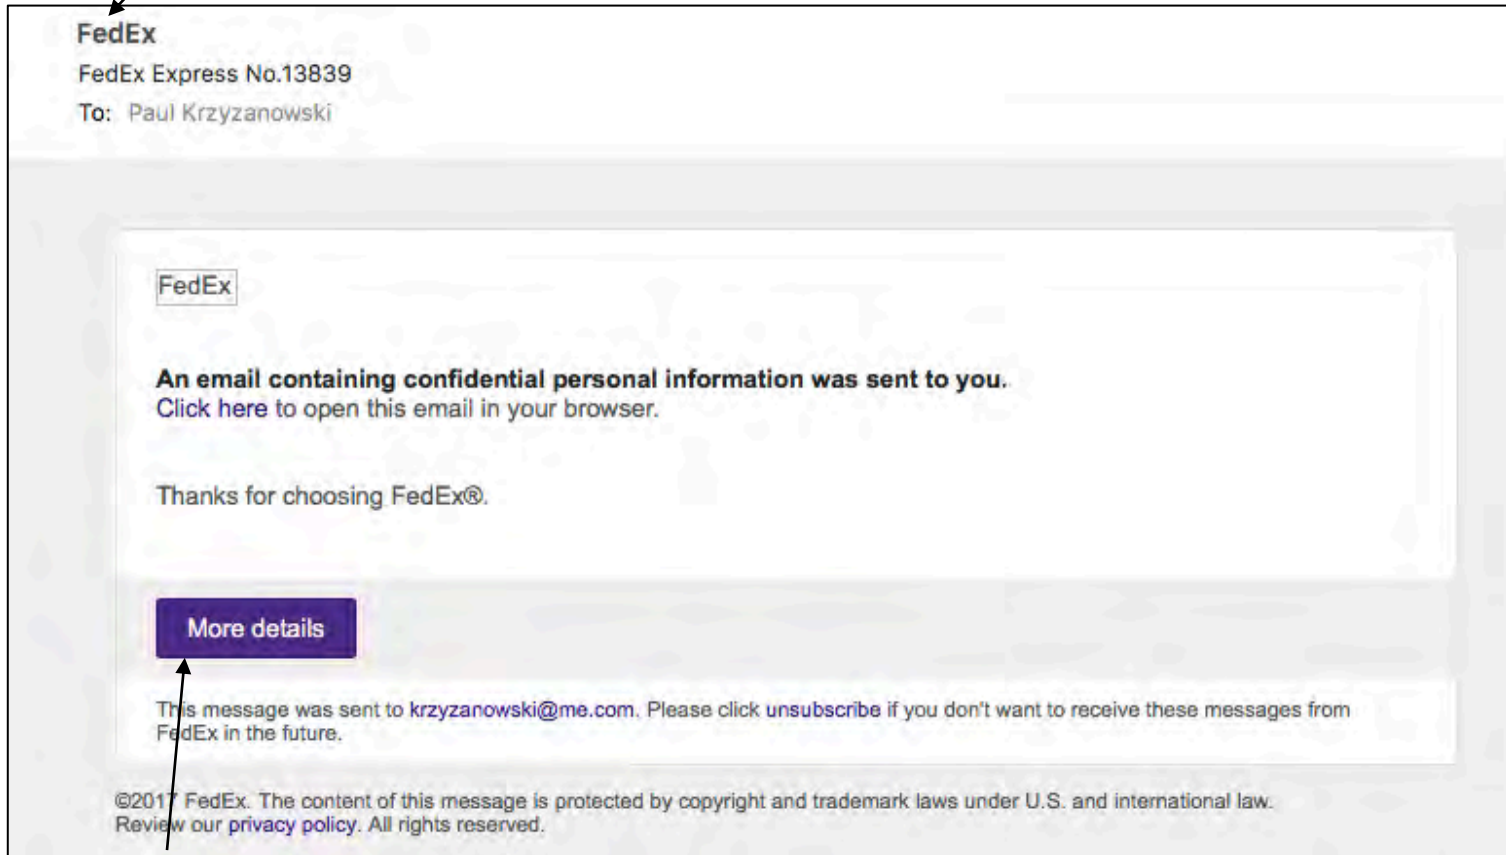 FedEx
FedEx Express No.13839
To: Paul Krzyzanowski
FedEx
An email containing confidential personal information was sent to you.
Click here to open this email in your browser.
Thanks for choosing FedEx®.
More details
This message was sent to krzyzanowski@me.com. Please click unsubscribe if you don't want to receive these messages from
FedEx in the future.
©2017 FedEx. The content of this message is protected by copyright and trademark laws under U.S. and international law.
Review our privacy policy. All rights reserved.